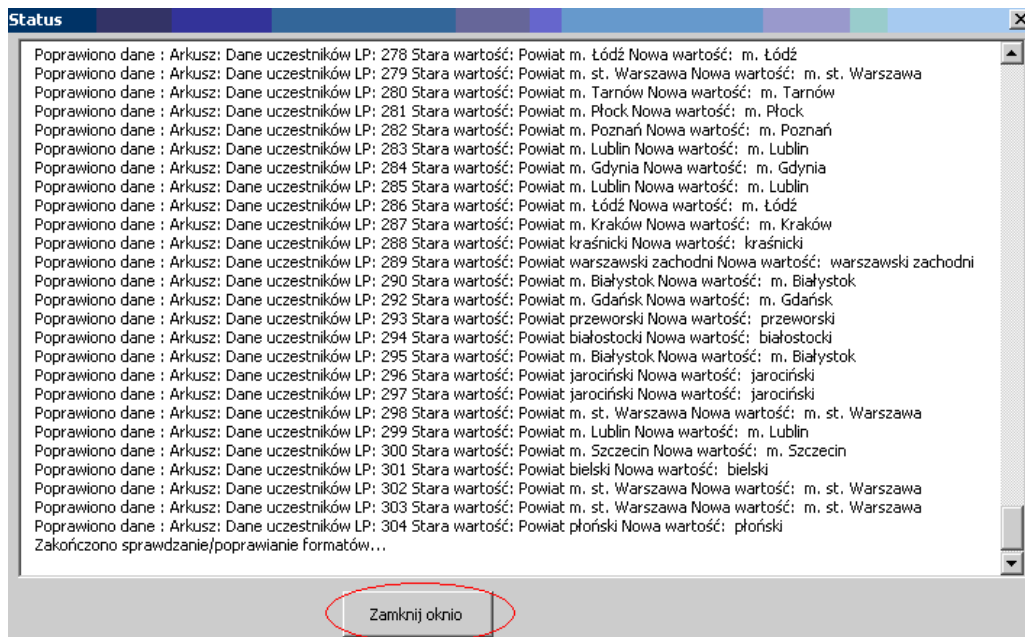 Status
Poprawiono dane : Arkusz: Dane uczestników LP: 278 Stara wartość: Powiat m. Łódź Nowa wartość:  m. Łódź
Poprawiono dane : Arkusz: Dane uczestników LP: 279 Stara wartość: Powiat m. st. Warszawa Nowa wartość:  m. st. Warszawa
Poprawiono dane : Arkusz: Dane uczestników LP: 280 Stara wartość: Powiat m. Tarnów Nowa wartość:  m. Tarnów
Poprawiono dane : Arkusz: Dane uczestników LP: 281 Stara wartość: Powiat m. Płock Nowa wartość:  m. Płock
Poprawiono dane : Arkusz: Dane uczestników LP: 282 Stara wartość: Powiat m. Poznań Nowa wartość:  m. Poznań
Poprawiono dane : Arkusz: Dane uczestników LP: 283 Stara wartość: Powiat m. Lublin Nowa wartość:  m. Lublin
Poprawiono dane : Arkusz: Dane uczestników LP: 284 Stara wartość: Powiat m. Gdynia Nowa wartość:  m. Gdynia
Poprawiono dane : Arkusz: Dane uczestników LP: 285 Stara wartość: Powiat m. Lublin Nowa wartość:  m. Lublin
Poprawiono dane : Arkusz: Dane uczestników LP: 286 Stara wartość: Powiat m. Łódź Nowa wartość:  m. Łódź
Poprawiono dane : Arkusz: Dane uczestników LP: 287 Stara wartość: Powiat m. Kraków Nowa wartość:  m. Kraków
Poprawiono dane : Arkusz: Dane uczestników LP: 288 Stara wartość: Powiat kraśnicki Nowa wartość:  kraśnicki
Poprawiono dane : Arkusz: Dane uczestników LP: 289 Stara wartość: Powiat warszawski zachodni Nowa wartość:  warszawski zachodni
Poprawiono dane : Arkusz: Dane uczestników LP: 290 Stara wartość: Powiat m. Białystok Nowa wartość:  m. Białystok
Poprawiono dane : Arkusz: Dane uczestników LP: 292 Stara wartość: Powiat m. Gdańsk Nowa wartość:  m. Gdańsk
Poprawiono dane : Arkusz: Dane uczestników LP: 293 Stara wartość: Powiat przeworski Nowa wartość:  przeworski
Poprawiono dane : Arkusz: Dane uczestników LP: 294 Stara wartość: Powiat białostocki Nowa wartość:  białostocki
Poprawiono dane : Arkusz: Dane uczestników LP: 295 Stara wartość: Powiat m. Białystok Nowa wartość:  m. Białystok
Poprawiono dane : Arkusz: Dane uczestników LP: 296 Stara wartość: Powiat jarociński Nowa wartość:  jarociński
Poprawiono dane : Arkusz: Dane uczestników LP: 297 Stara wartość: Powiat jarociński Nowa wartość:  jarociński
Poprawiono dane : Arkusz: Dane uczestników LP: 298 Stara wartość: Powiat m. st. Warszawa Nowa wartość:  m. st. Warszawa
Poprawiono dane : Arkusz: Dane uczestników LP: 299 Stara wartość: Powiat m. Lublin Nowa wartość:  m. Lublin
Poprawiono dane : Arkusz: Dane uczestników LP: 300 Stara wartość: Powiat m. Szczecin Nowa wartość:  m. Szczecin
Poprawiono dane : Arkusz: Dane uczestników LP: 301 Stara wartość: Powiat bielski Nowa wartość:  bielski
Poprawiono dane : Arkusz: Dane uczestników LP: 302 Stara wartość: Powiat m. st. Warszawa Nowa wartość:  m. st. Warszawa
Poprawiono dane : Arkusz: Dane uczestników LP: 303 Stara wartość: Powiat m. st. Warszawa Nowa wartość:  m. st. Warszawa
Poprawiono dane : Arkusz: Dane uczestników LP: 304 Stara wartość: Powiat płoński Nowa wartość:  płoński
Zakończono sprawdzanie/poprawianie formatów...
Zamknij oknio